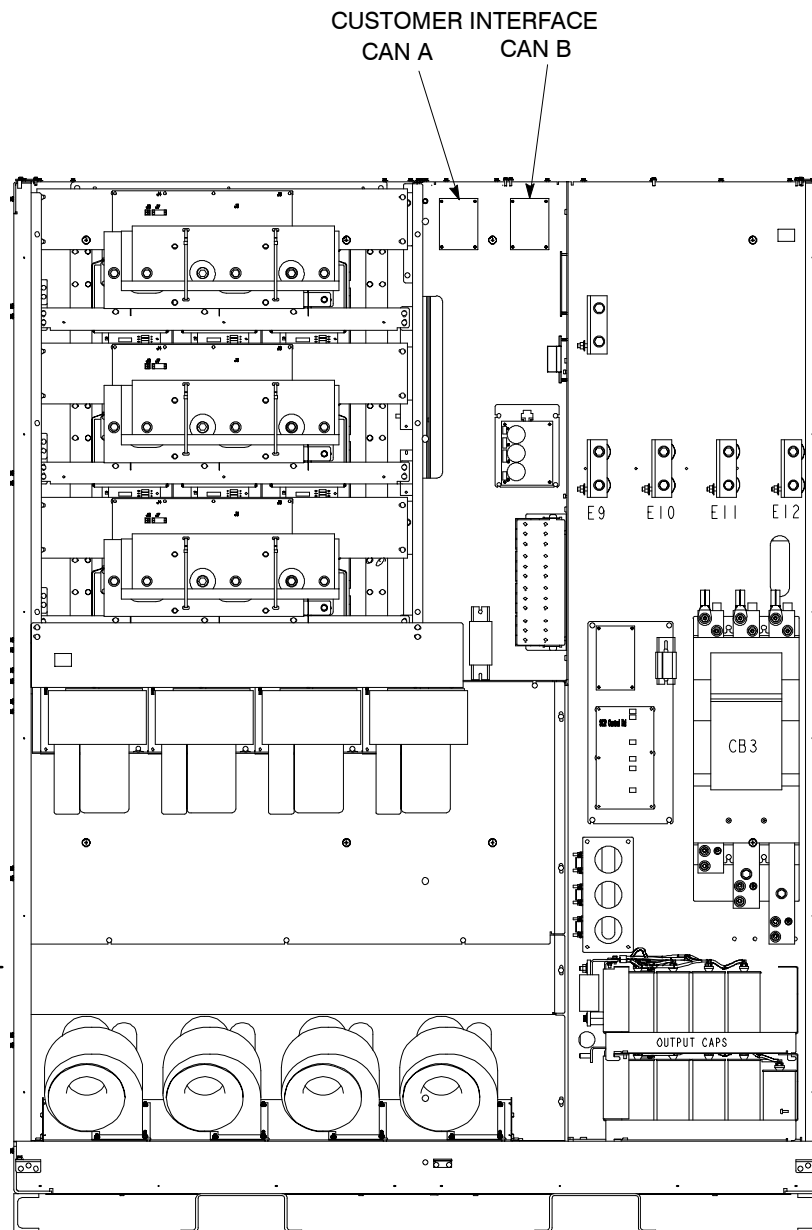 CUSTOMER INTERFACE
CAN A
CAN B
E9
E10
E11
E12
CB3
OUTPUT CAPS